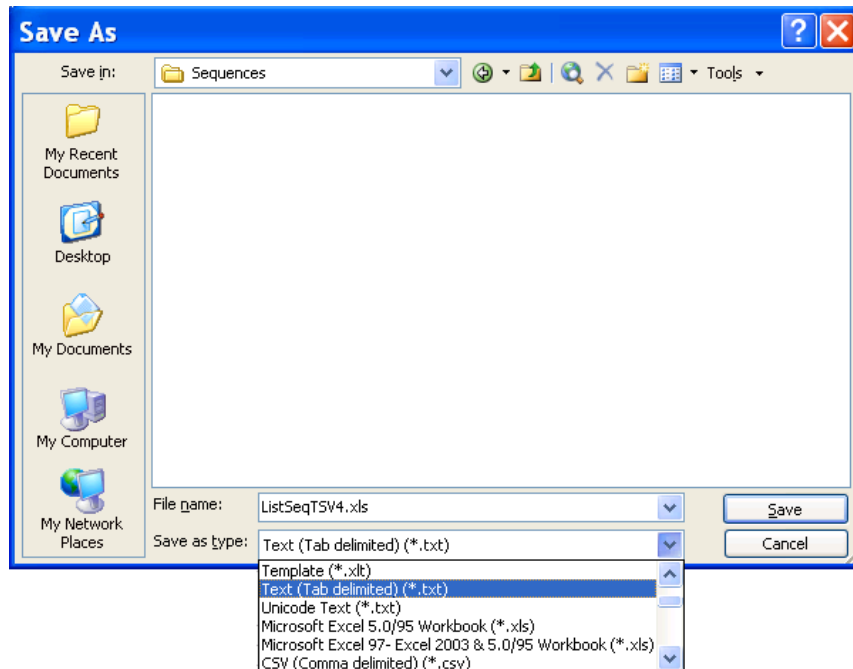 Save As
Save in:
Sequences
Tools
My Recent
Documents
Desktop
My Documents
My Computer
My Network
Places
File name:
ListSeqTSV4.xls
Save
Save as type:
Text (Tab delimited) (*.txt)
Cancel
Template (*.xlt)
Text (Tab delimited) (*.txt)
Unicode Text (*.txt)
Microsoft Excel 5.0/95 Workbook (*.xls)
Microsoft Excel 97- Excel 2003 & 5.0/95 Workbook (*.xls)
CSV (Comma delimited) (*.csv)